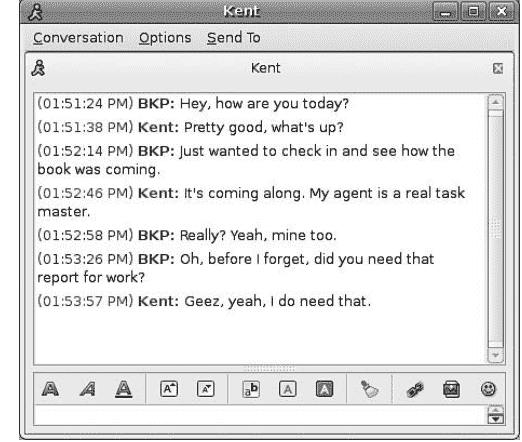 Kent
Conversation Options Send To
Kent
(01:51:24 PM) BKP: Hey, how are you today?
(01:51:38 PM) Kent: Pretty good, what's up?
(01:52:14 PM) BKP: Just wanted to check in and see how the
book was coming.
(01:52:46 PM) Kent: It's coming along. My agent is a real task
master.
(01:52:58 PM) BKP: Really? Yeah, mine too.
(01:53:26 PM) BKP: Oh, before I forget, did you need that
report for work?
(01:53:57 PM) Kent: Geez, yeah, I do need that.
A A A A A ab A A